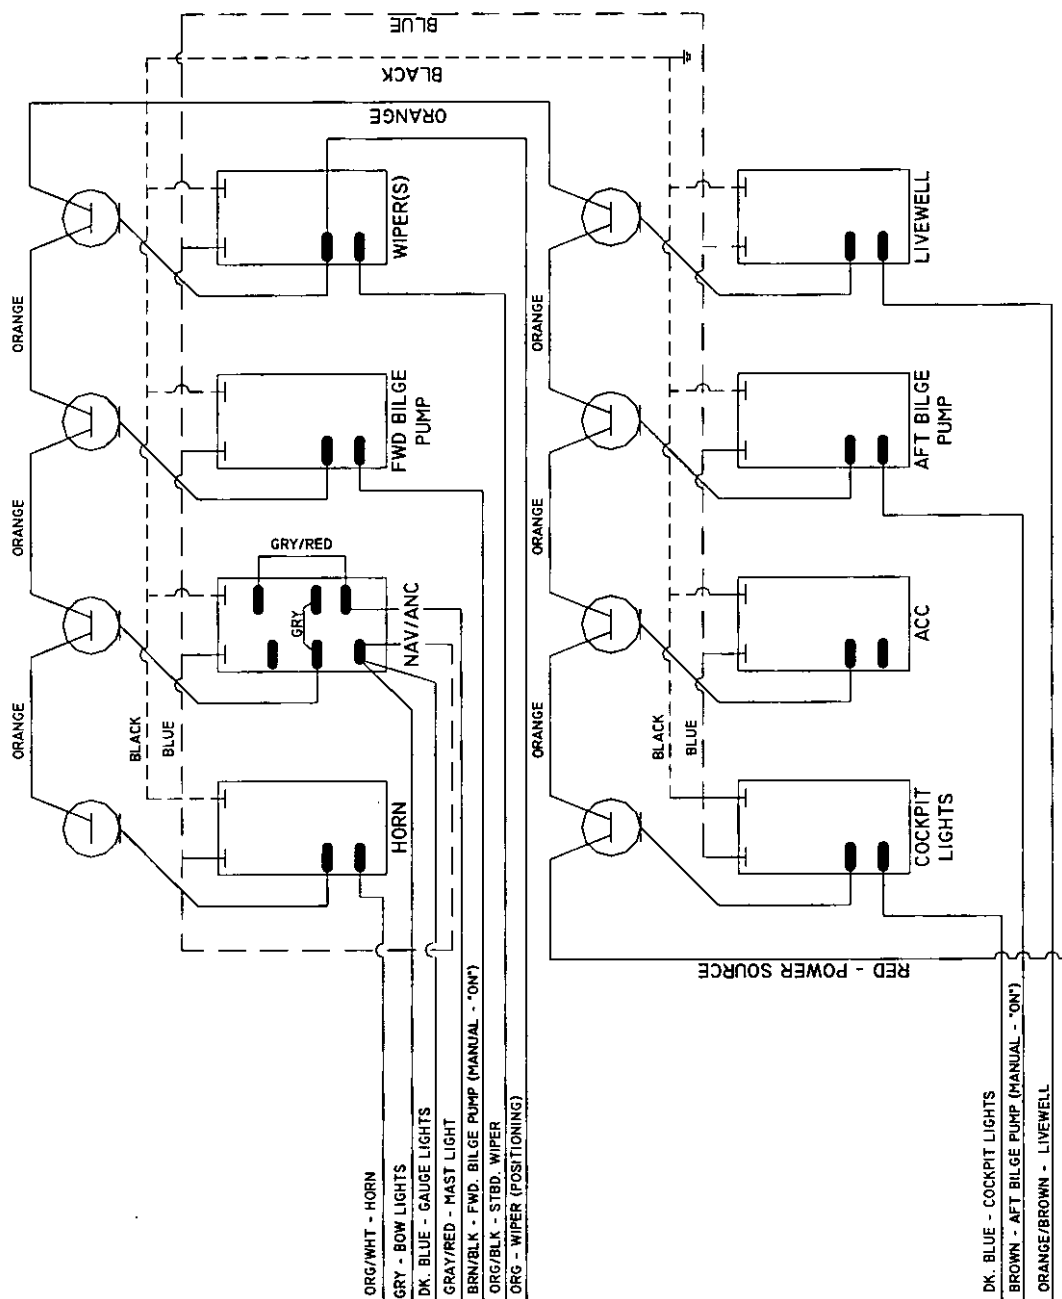 BLUE
BLACK
ORANGE
ORANGE
ORANGE
ORANGE
WIPER(S)
FWD BILGE
PUMP
GRY/RED
GRY
NAV/ANC
BLACK
BLUE
HORN
ORANGE
ORANGE
ORANGE
LIVEWELL
AFT BILGE
PUMP
ACC
BLACK
BLUE
COCKPIT
LIGHTS
RED - POWER SOURCE
ORG/WHT - HORN
GRY - BOW LIGHTS
DK. BLUE - GAUGE LIGHTS
GRAY/RED - MAST LIGHT
BRN/BLK - FWD. BILGE PUMP (MANUAL - "ON")
ORG/BLK - STBD. WIPER
ORG - WIPER (POSITIONING)
DK. BLUE - COCKPIT LIGHTS
BROWN - AFT BILGE PUMP (MANUAL - "ON")
ORANGE/BROWN - LIVEWELL